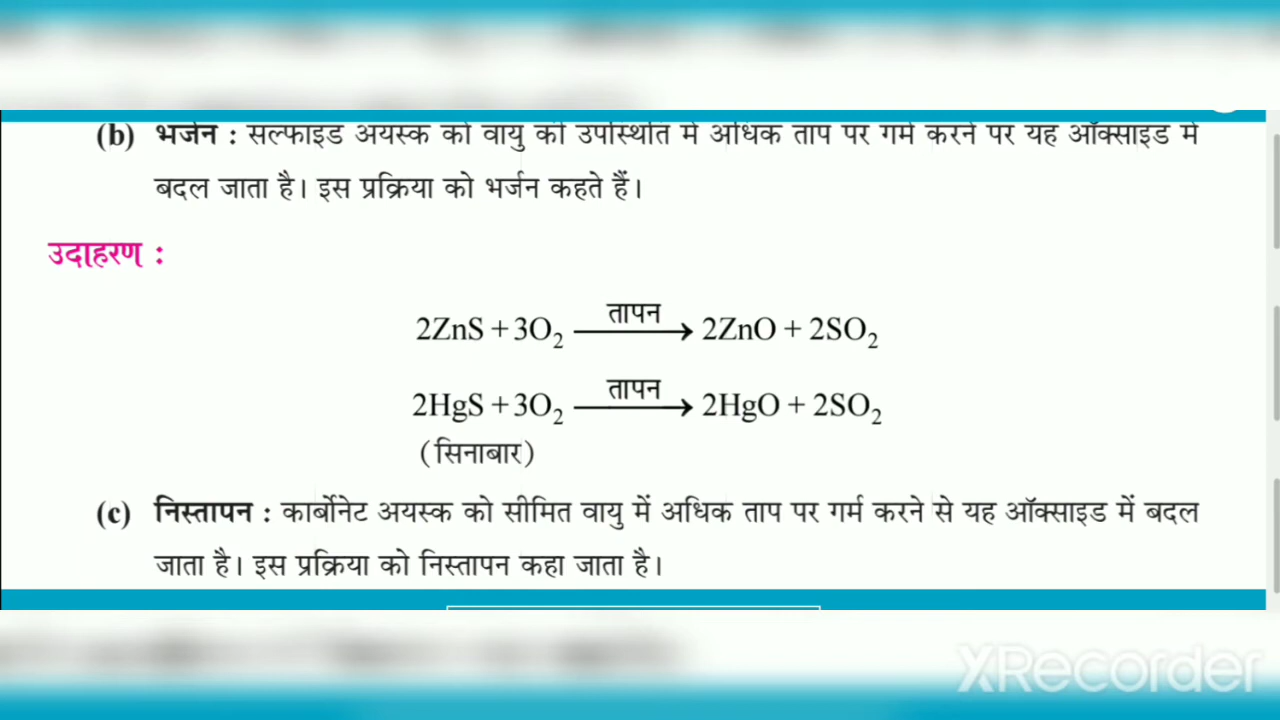 (b) भर्जन : सल्फाइड अयस्क को वायु की उपस्थिति में अधिक ताप पर गर्म करने पर यह ऑक्साइड में
बदल जाता है। इस प्रक्रिया को भर्जन कहते हैं।
उदाहरण :
2ZnS + 3O₂ तापन → 2ZnO + 2SO₂
2HgS + 3O₂ तापन → 2HgO + 2SO₂
(सिनाबार)
(c) निस्तापन : कार्बोनेट अयस्क को सीमित वायु में अधिक ताप पर गर्म करने से यह ऑक्साइड में बदल
जाता है। इस प्रक्रिया को निस्तापन कहा जाता है।
XRecorder